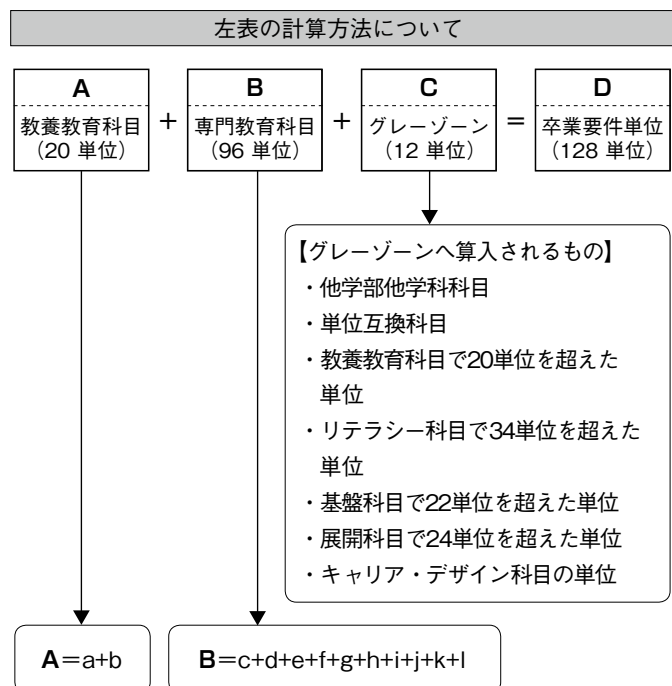 左表の計算方法について
A + B + C = D
教養教育科目 専門教育科目 グレーゾーン 卒業要件単位
(20 単位) (96 単位) (12 単位) (128 単位)
【グレーゾーンへ算入されるもの】
・他学部他学科科目
・単位互換科目
・教養教育科目で20単位を超えた
単位
・リテラシー科目で34単位を超えた
単位
・基盤科目で22単位を超えた単位
・展開科目で24単位を超えた単位
・キャリア・デザイン科目の単位
A=a+b
B=c+d+e+f+g+h+i+j+k+l